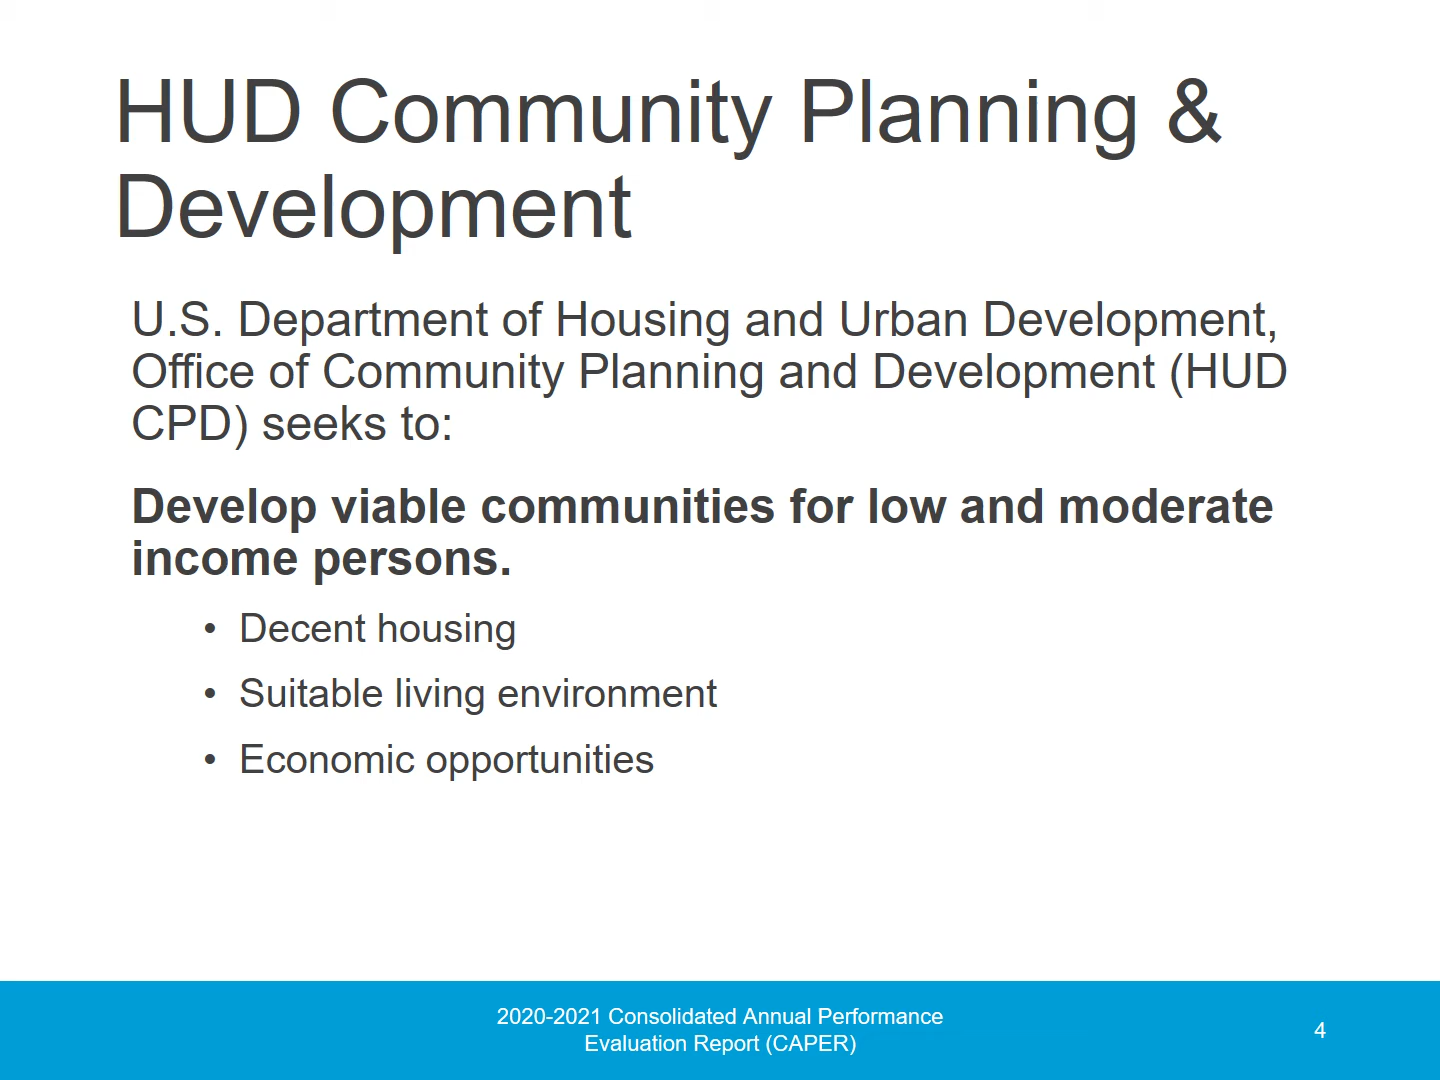 HUD Community Planning &
Development
U.S. Department of Housing and Urban Development,
Office of Community Planning and Development (HUD
CPD) seeks to:
Develop viable communities for low and moderate
income persons.
• Decent housing
• Suitable living environment
• Economic opportunities
2020-2021 Consolidated Annual Performance
Evaluation Report (CAPER)
4